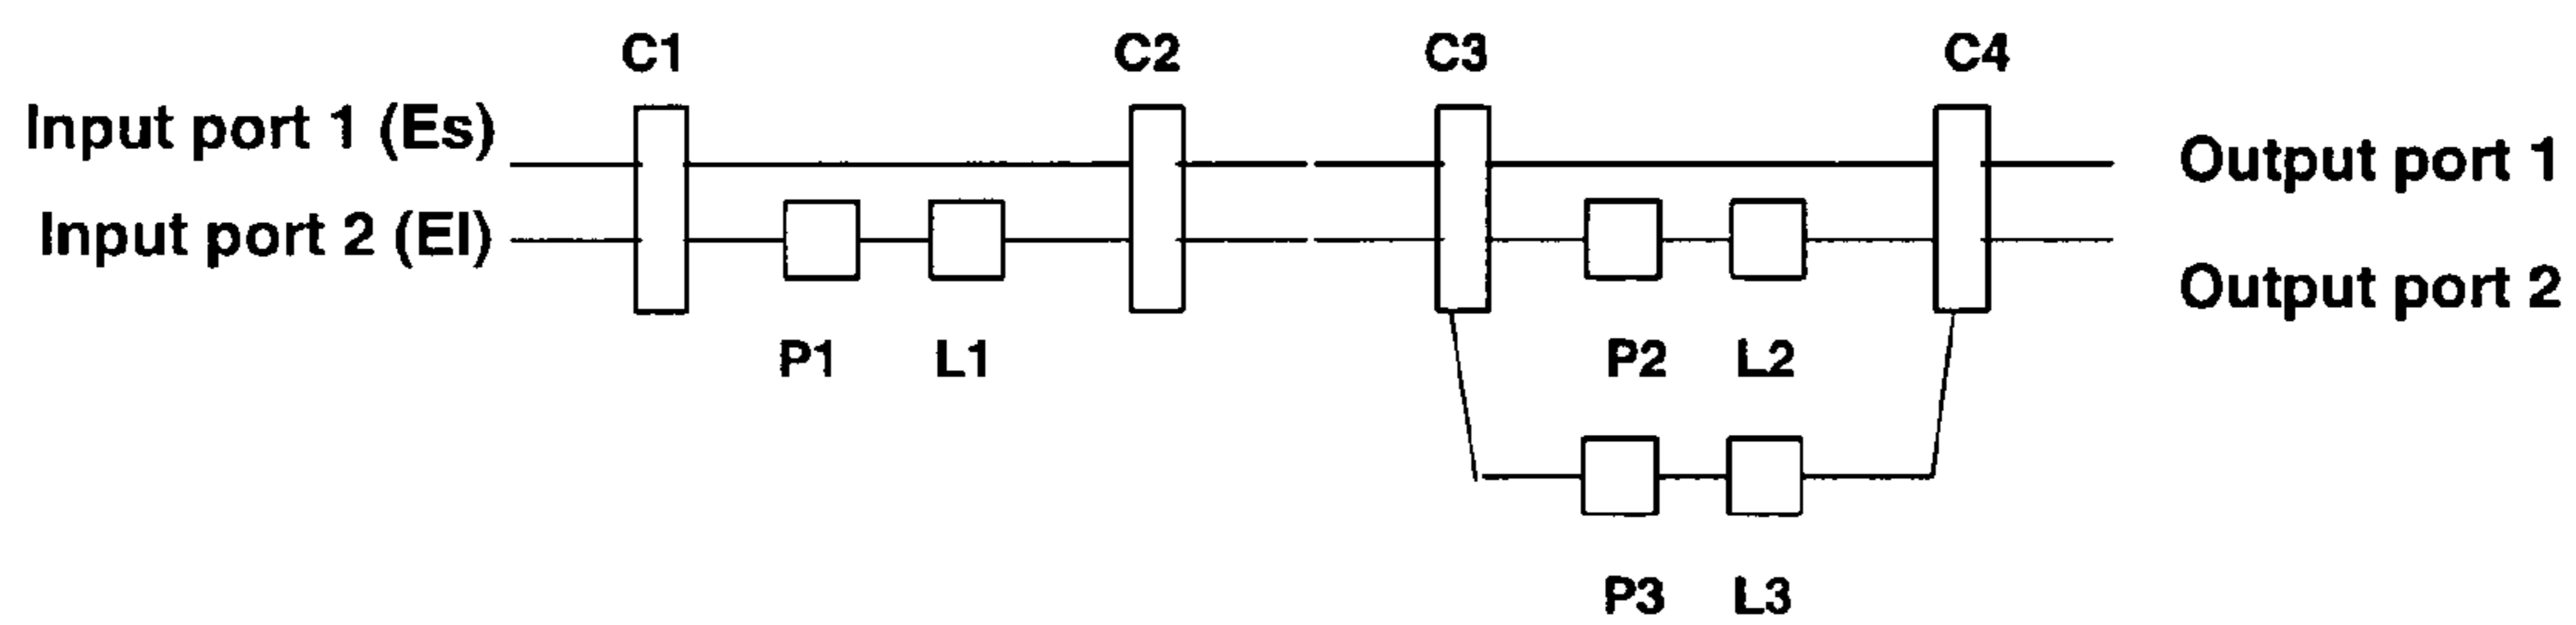 C1 C2 C3 C4
Input port 1 (Es)
Output port 1
Input port 2 (El)
Output port 2
P1 L1 P2 L2
P3 L3